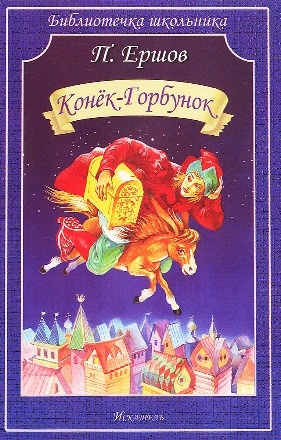 Библиотечка школьника
П. Ершов
Конёк-Горбунок
Искатель